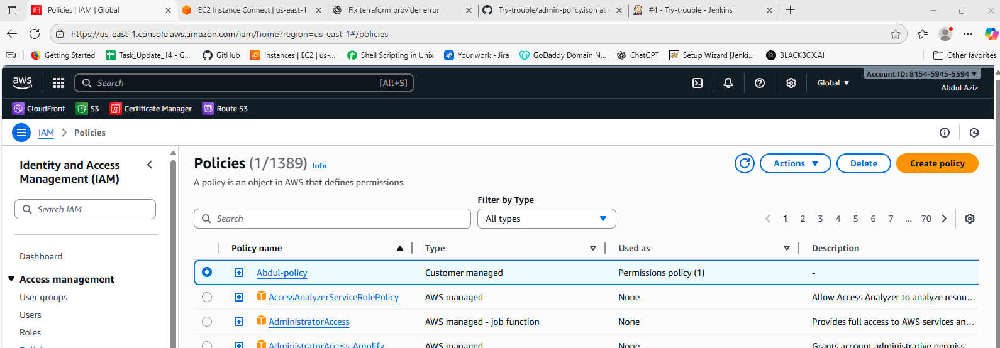 Policies | IAM | Global
EC2 Instance Connect | us-east-1
Fix terraform provider error
Try-trouble/admin-policy.json at r
#4 - Try-trouble - Jenkins
https://us-east-1.console.aws.amazon.com/iam/home?region=us-east-1#/policies
Getting Started
Task_Update_14 - G...
GitHub
Instances | EC2 | us-...
Shell Scripting in Unix
Your work - Jira
GoDaddy Domain N...
ChatGPT
Setup Wizard [Jenki...
BLACKBOX.AI
Other favorites
aws
Search [Alt+S]
Global
Account ID: 8154-5945-5594
Abdul Aziz
CloudFront
S3
Certificate Manager
Route 53
IAM > Policies
Identity and Access
Management (IAM)
Search IAM
Dashboard
Access management
User groups
Users
Roles
Policies (1/1389) Info
A policy is an object in AWS that defines permissions.
Actions
Delete
Create policy
Filter by Type
Search
All types
1 2 3 4 5 6 7 ... 70
Policy name Type Used as Description
Abdul-policy Customer managed Permissions policy (1) -
AccessAnalyzerServiceRolePolicy AWS managed None Allow Access Analyzer to analyze resou...
AdministratorAccess AWS managed - job function None Provides full access to AWS services an...
AdministratorAccess-Amplify AWS managed None Grants account administrative permiss